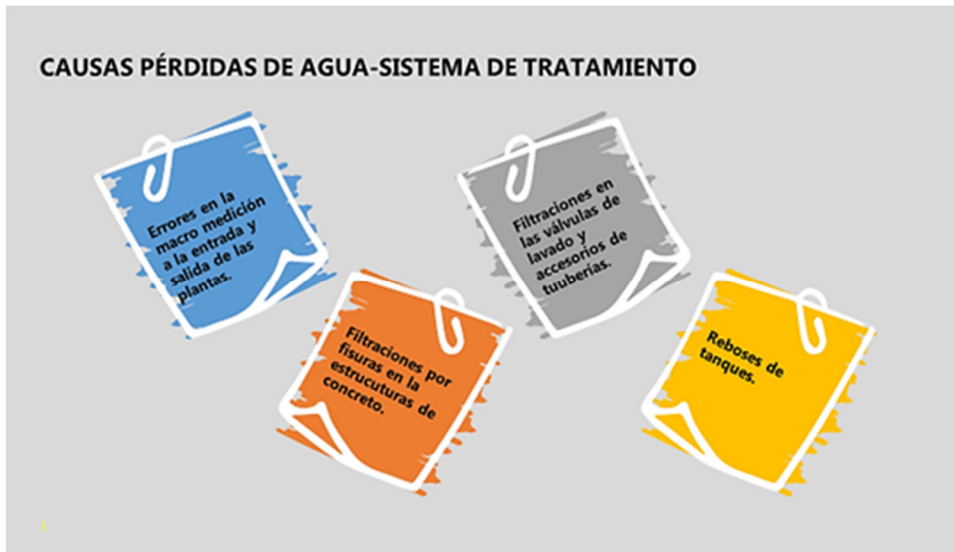 CAUSAS PÉRDIDAS DE AGUA-SISTEMA DE TRATAMIENTO
Errores en la
macro medición
a la entrada y
salida de las
plantas.
Filtraciones por
fisuras en la
estrucuturas de
concreto.
Filtraciones en
las válvulas de
lavado y
accesorios de
tuuberías.
Reboses de
tanques.